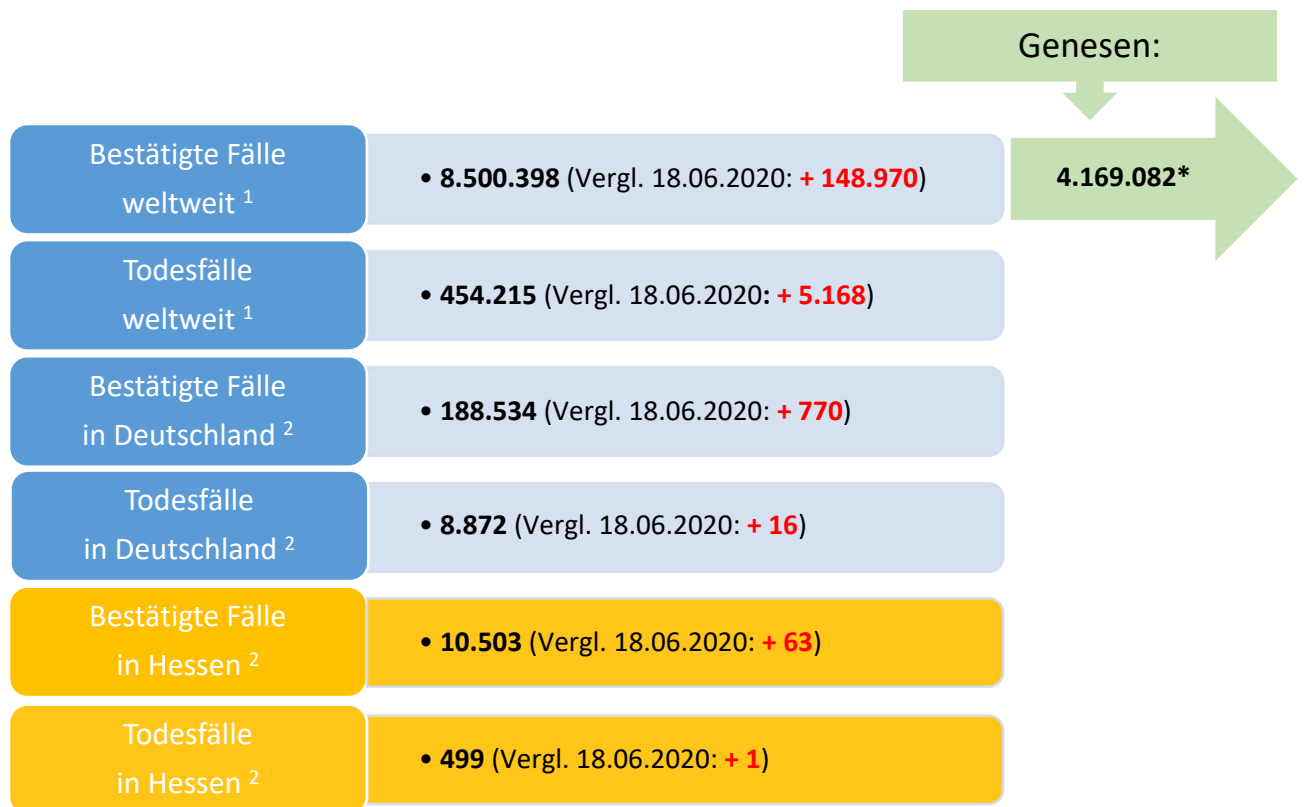 Genesen:
Bestätigte Fälle
weltweit ¹
• 8.500.398 (Vergl. 18.06.2020: + 148.970)
4.169.082*
Todesfälle
weltweit ¹
• 454.215 (Vergl. 18.06.2020: + 5.168)
Bestätigte Fälle
in Deutschland ²
• 188.534 (Vergl. 18.06.2020: + 770)
Todesfälle
in Deutschland ²
• 8.872 (Vergl. 18.06.2020: + 16)
Bestätigte Fälle
in Hessen ²
• 10.503 (Vergl. 18.06.2020: + 63)
Todesfälle
in Hessen ²
• 499 (Vergl. 18.06.2020: + 1)